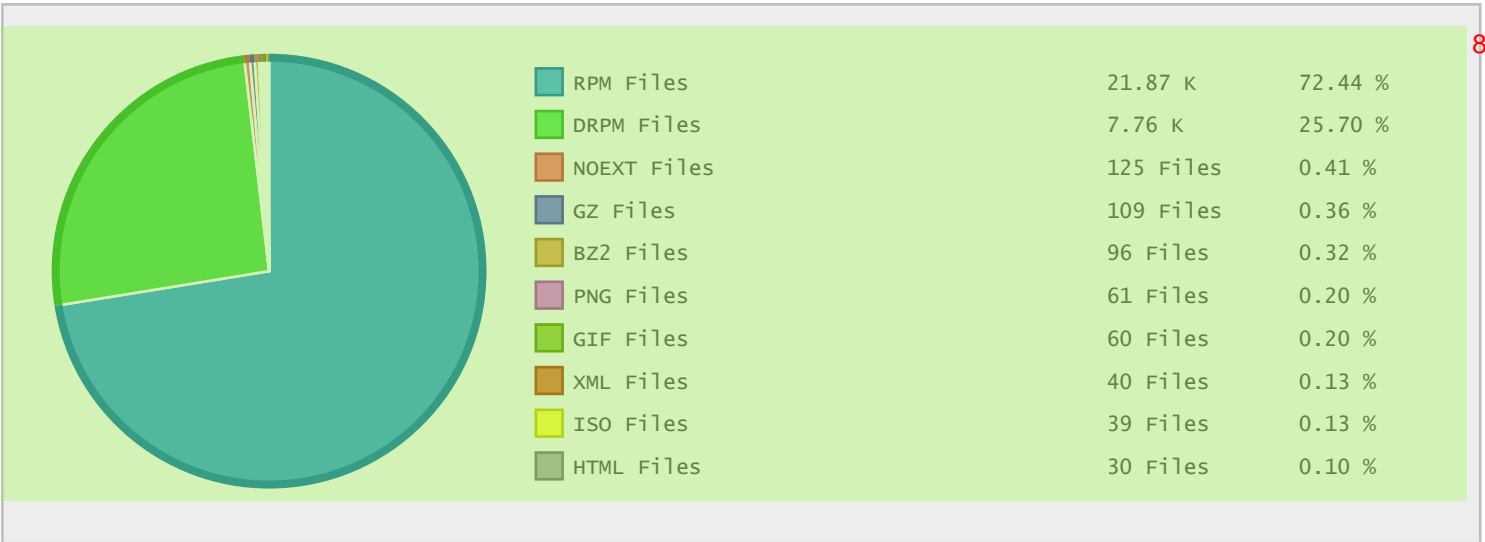 8
RPM Files 21.87 K 72.44 %
DRPM Files 7.76 K 25.70 %
NOEXT Files 125 Files 0.41 %
GZ Files 109 Files 0.36 %
BZ2 Files 96 Files 0.32 %
PNG Files 61 Files 0.20 %
GIF Files 60 Files 0.20 %
XML Files 40 Files 0.13 %
ISO Files 39 Files 0.13 %
HTML Files 30 Files 0.10 %